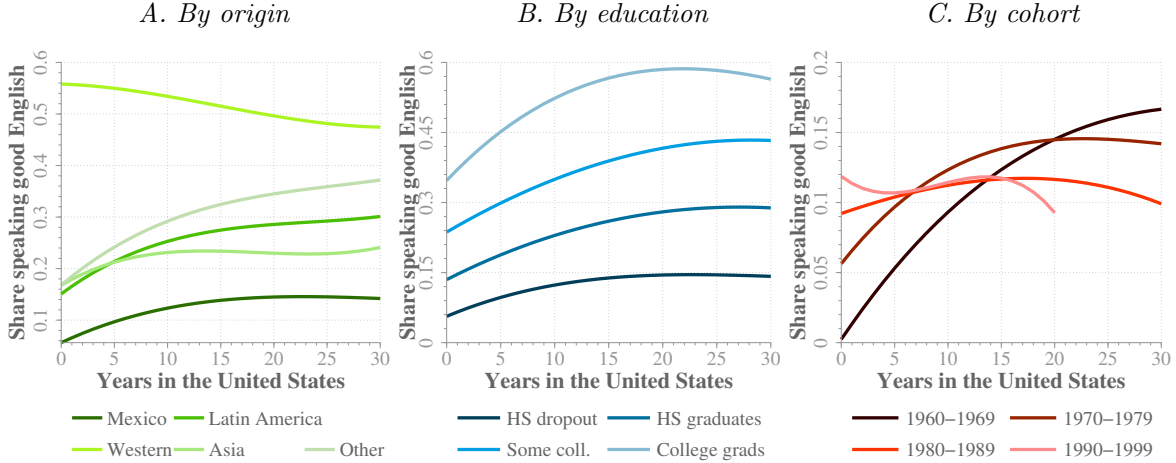 A. By origin
Share speaking good English
0.1 0.2 0.3 0.4 0.5 0.6
0 5 10 15 20 25 30
Years in the United States
Mexico Latin America
Western Asia Other
B. By education
Share speaking good English
0 0.15 0.3 0.45 0.6
0 5 10 15 20 25 30
Years in the United States
HS dropout HS graduates
Some coll. College grads
C. By cohort
Share speaking good English
0 0.05 0.1 0.15 0.2
0 5 10 15 20 25 30
Years in the United States
1960–1969 1970–1979
1980–1989 1990–1999